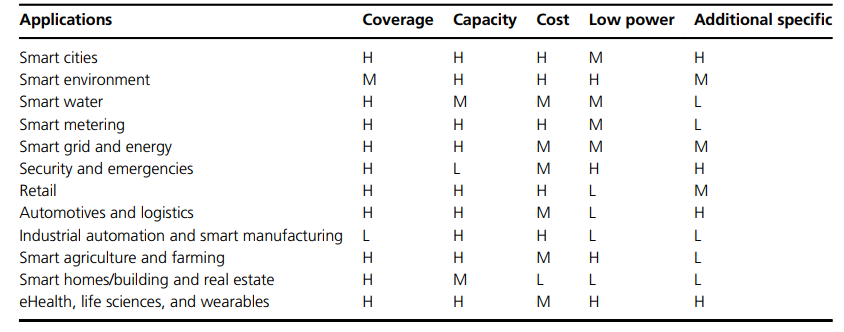 Applications Coverage Capacity Cost Low power Additional specific
Smart cities H H H M H
Smart environment M H H H M
Smart water H M M M L
Smart metering H H H M L
Smart grid and energy H H M M M
Security and emergencies H L M H H
Retail H H H L M
Automotives and logistics H H M L H
Industrial automation and smart manufacturing L H H L L
Smart agriculture and farming H H M H L
Smart homes/building and real estate H M L L L
eHealth, life sciences, and wearables H H M H H